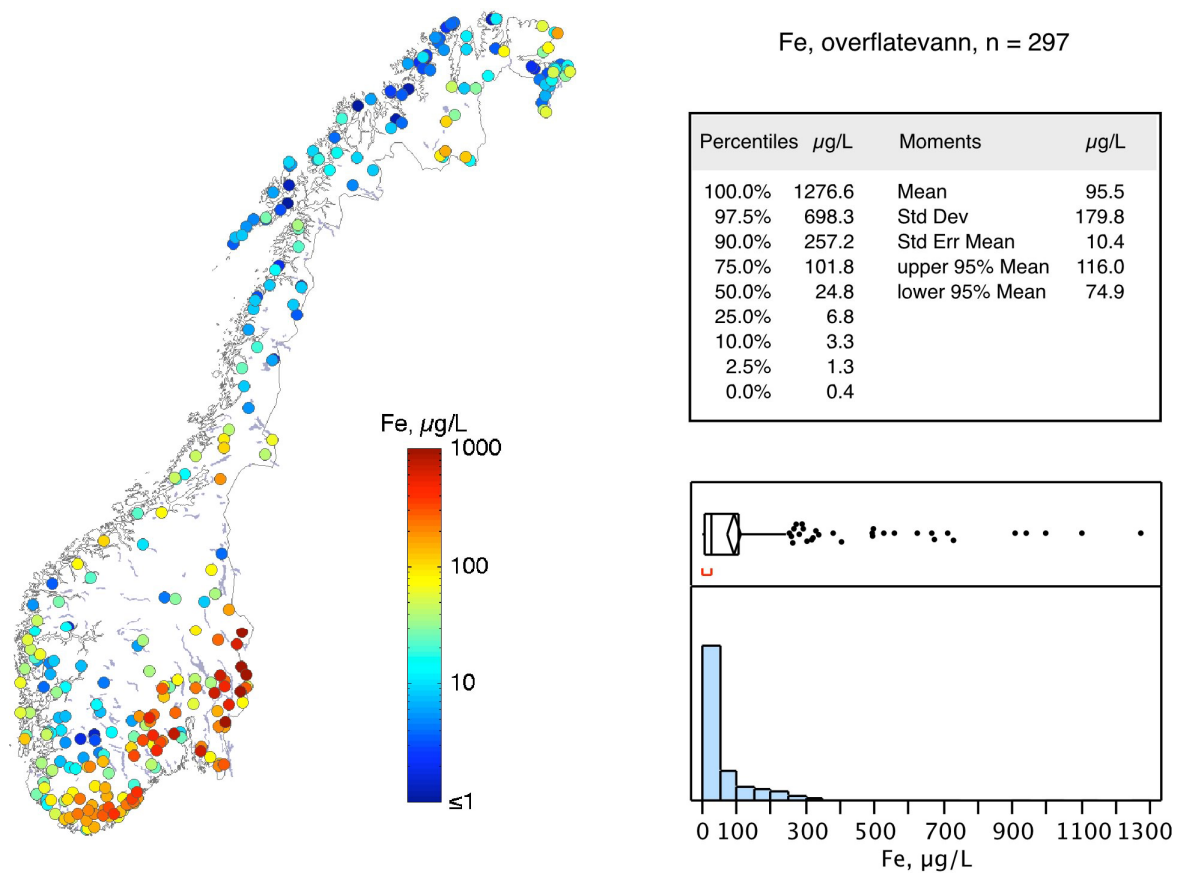 Fe, overflatevann, n = 297
Percentiles µg/L Moments µg/L
100.0% 1276.6 Mean 95.5
97.5% 698.3 Std Dev 179.8
90.0% 257.2 Std Err Mean 10.4
75.0% 101.8 upper 95% Mean 116.0
50.0% 24.8 lower 95% Mean 74.9
25.0% 6.8
10.0% 3.3
2.5% 1.3
0.0% 0.4
Fe, µg/L
1000
100
10
≤1
0 100 300 500 700 900 1100 1300
Fe, µg/L